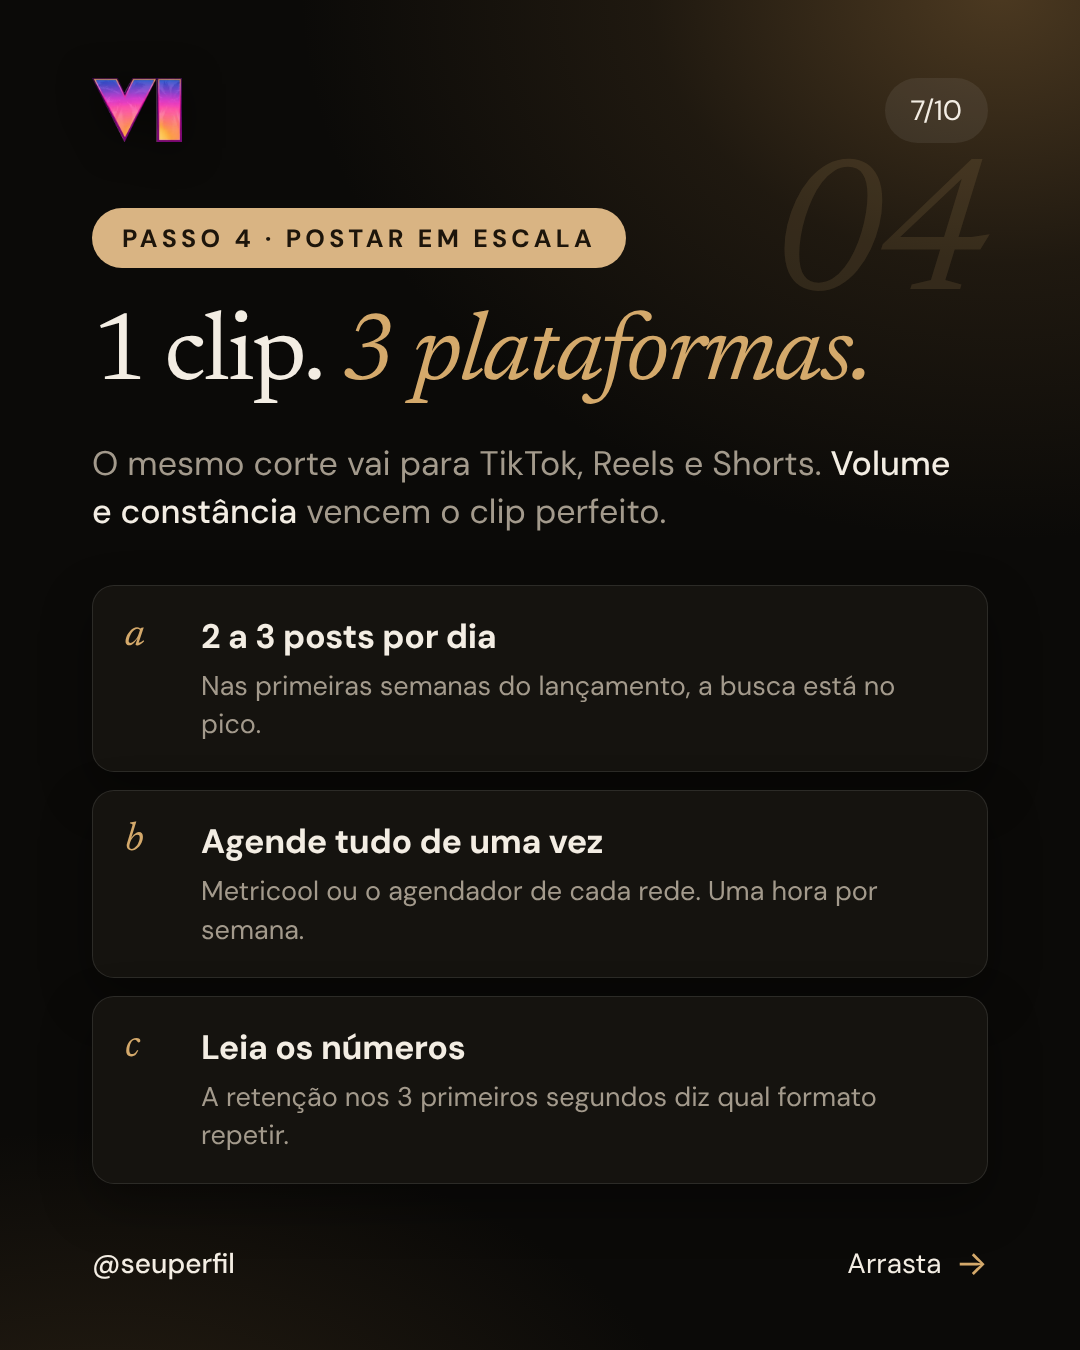 VI
7/10
04
PASSO 4 · POSTAR EM ESCALA
1 clip. 3 plataformas.
O mesmo corte vai para TikTok, Reels e Shorts. Volume
e constância vencem o clip perfeito.
a
2 a 3 posts por dia
Nas primeiras semanas do lançamento, a busca está no
pico.
b
Agende tudo de uma vez
Metricool ou o agendador de cada rede. Uma hora por
semana.
c
Leia os números
A retenção nos 3 primeiros segundos diz qual formato
repetir.
@seuperfil
Arrasta →